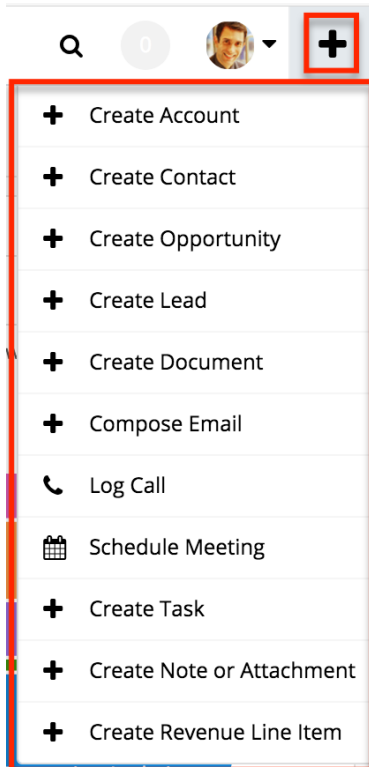 0
Create Account
Create Contact
Create Opportunity
Create Lead
Create Document
Compose Email
Log Call
Schedule Meeting
Create Task
Create Note or Attachment
Create Revenue Line Item